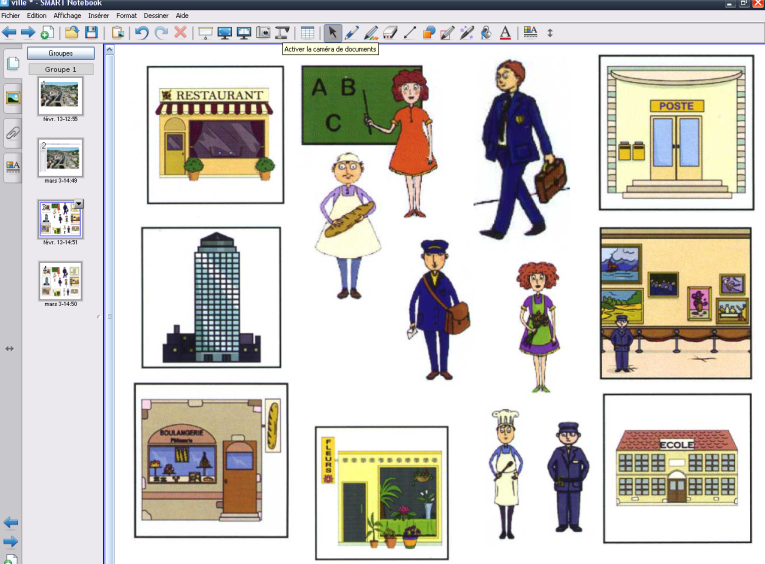 ville * - SMART Notebook
Fichier Edition Affichage Insérer Format Dessiner Aide
Activer la caméra de documents
Groupes
Groupe 1
févr. 13-12:55
2
mars 3-14:49
févr. 13-14:51
mars 3-14:50
RESTAURANT
A B
C
POSTE
BOULANGERIE
Pâtisserie
FLEURS
ECOLE